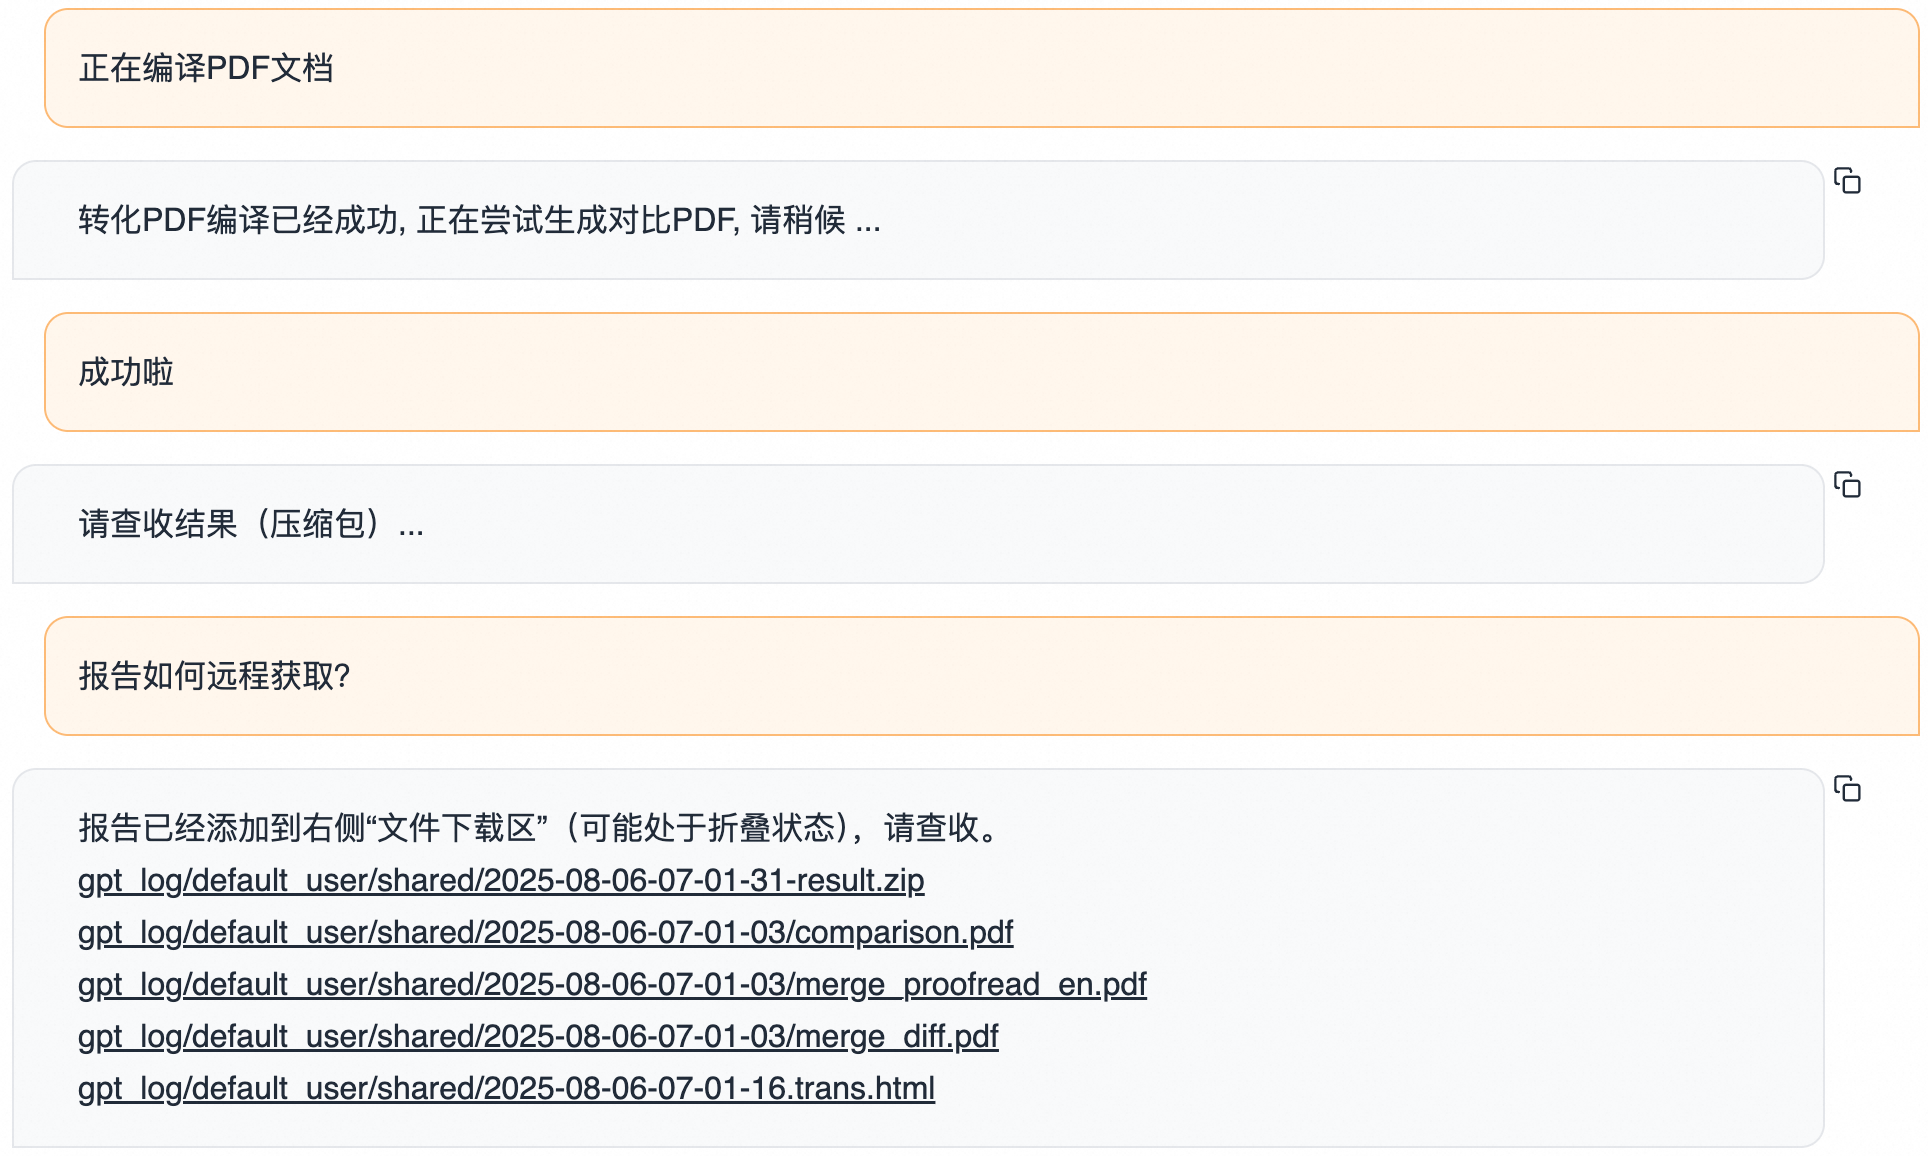 正在编译PDF文档
转化PDF编译已经成功, 正在尝试生成对比PDF, 请稍候 ...
成功啦
请查收结果（压缩包）...
报告如何远程获取?
报告已经添加到右侧“文件下载区”（可能处于折叠状态），请查收。
gpt_log/default_user/shared/2025-08-06-07-01-31-result.zip
gpt_log/default_user/shared/2025-08-06-07-01-03/comparison.pdf
gpt_log/default_user/shared/2025-08-06-07-01-03/merge_proofread_en.pdf
gpt_log/default_user/shared/2025-08-06-07-01-03/merge_diff.pdf
gpt_log/default_user/shared/2025-08-06-07-01-16.trans.html